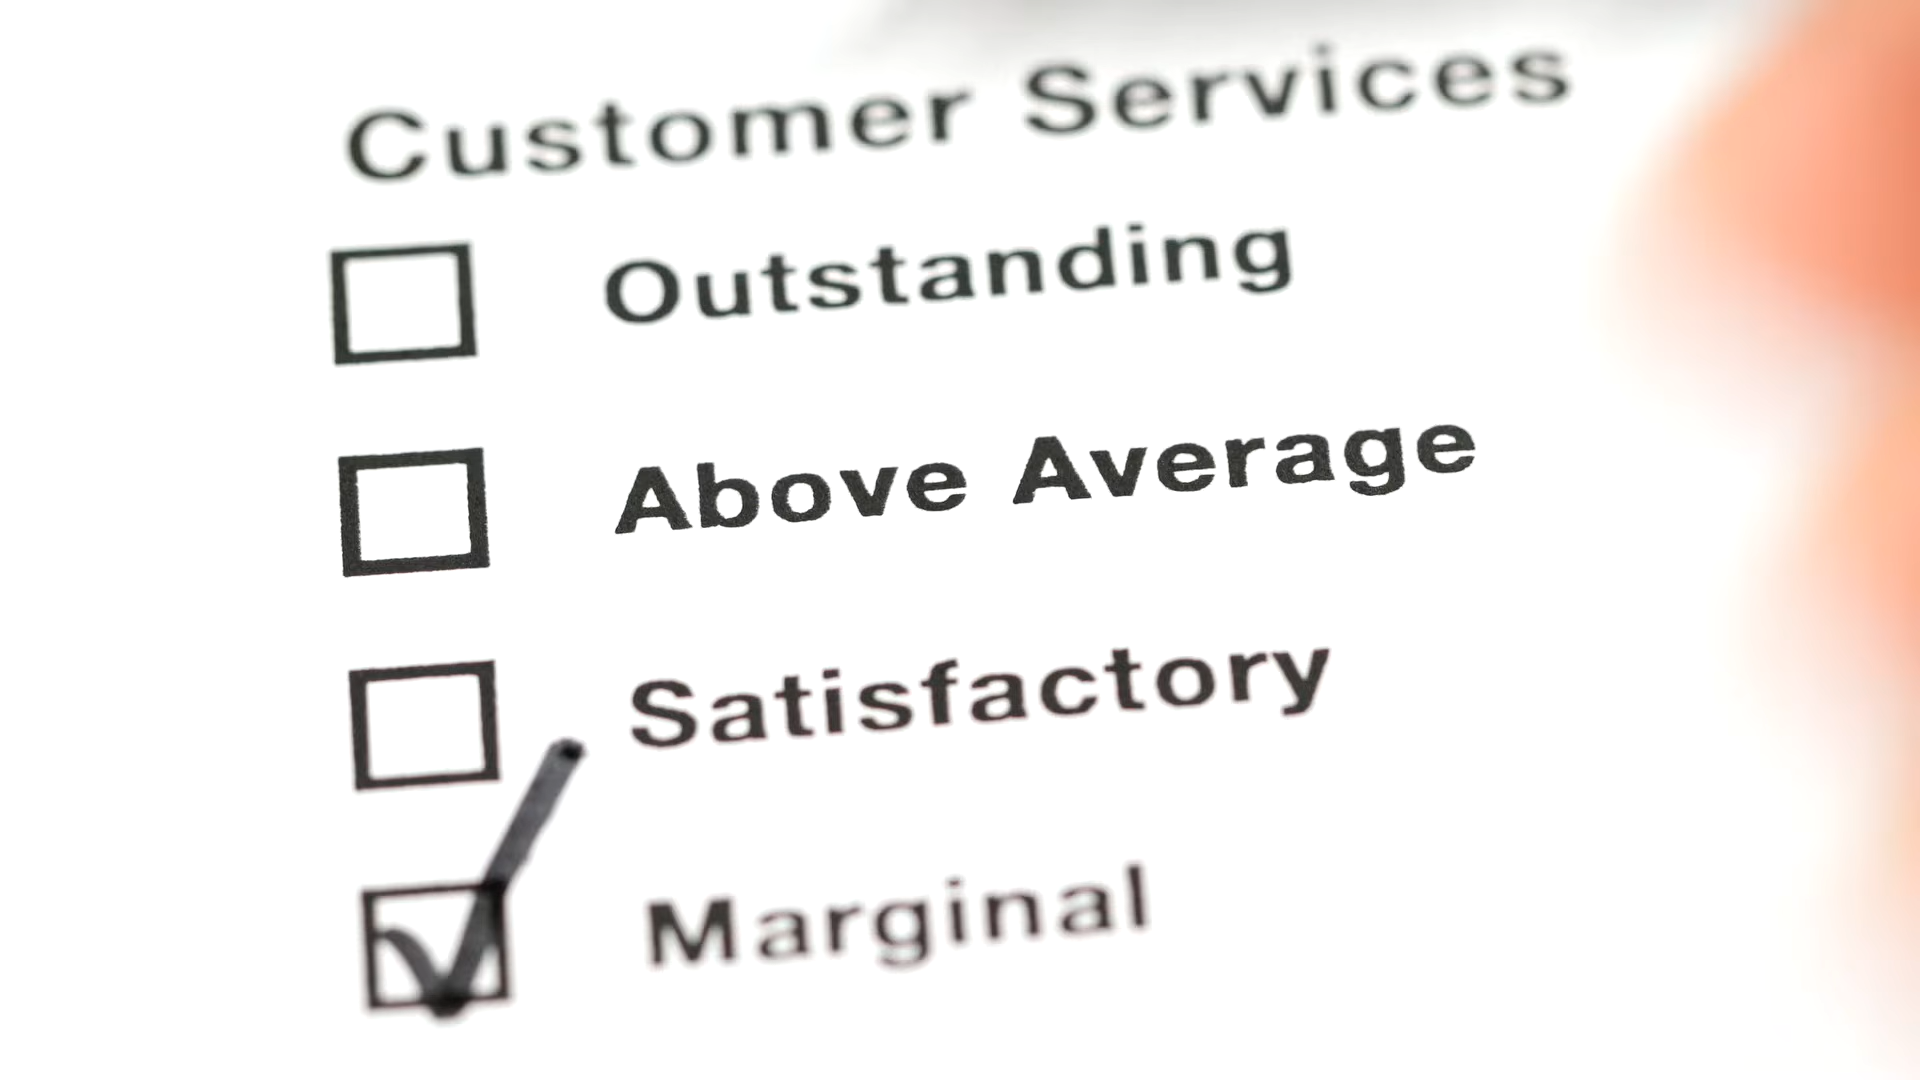 Customer Services
Outstanding
Above Average
Satisfactory
Marginal